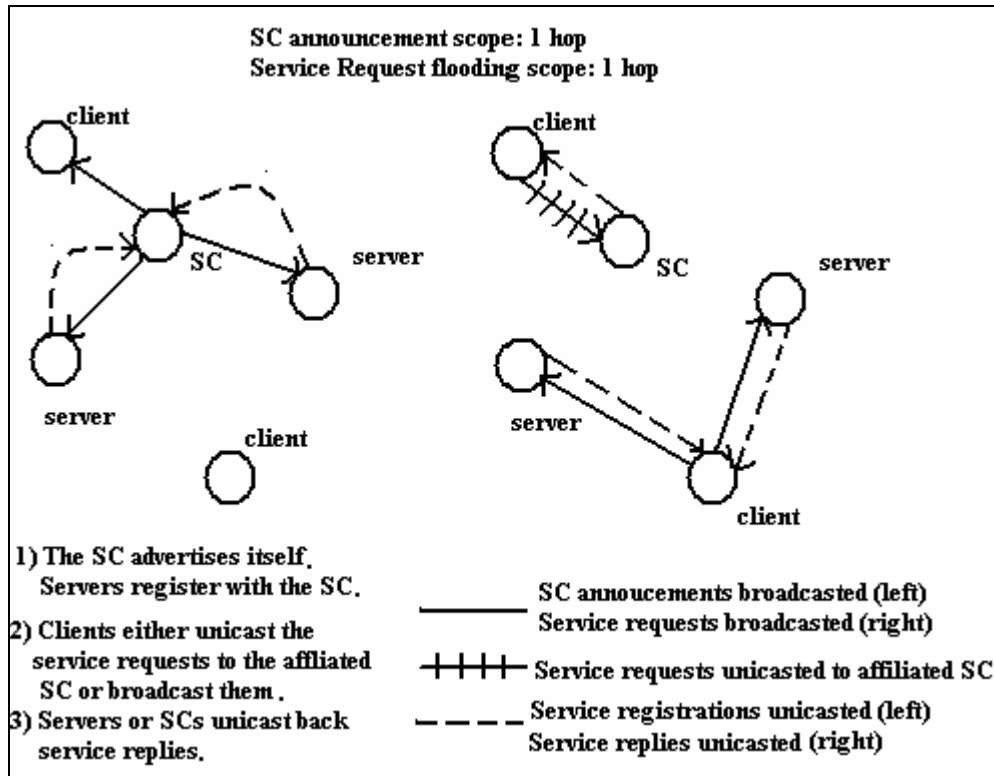 SC announcement scope: 1 hop
Service Request flooding scope: 1 hop
client
SC
server
server
client
client
SC
server
server
client
1) The SC advertises itself.
Servers register with the SC.
2) Clients either unicast the
service requests to the affliated
SC or broadcast them.
3) Servers or SCs unicast back
service replies.
SC annoucements broadcasted (left)
Service requests broadcasted (right)
Service requests unicasted to affiliated SC
Service registrations unicasted (left)
Service replies unicasted (right)